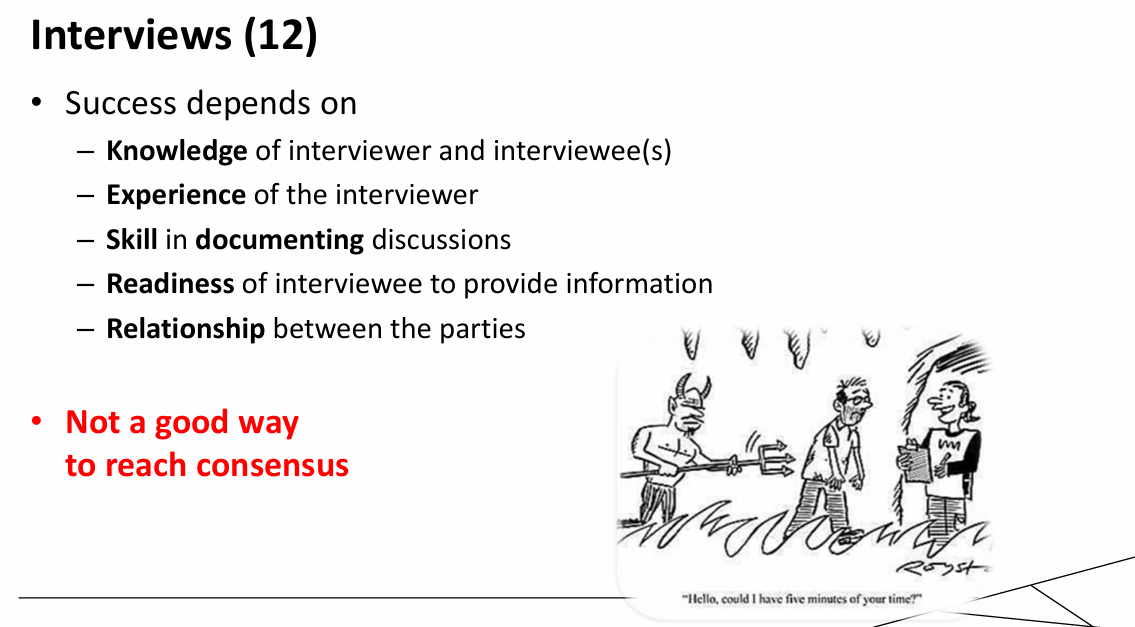 Interviews (12)
• Success depends on
– Knowledge of interviewer and interviewee(s)
– Experience of the interviewer
– Skill in documenting discussions
– Readiness of interviewee to provide information
– Relationship between the parties
• Not a good way
to reach consensus
Royst
"Hello, could I have five minutes of your time?"